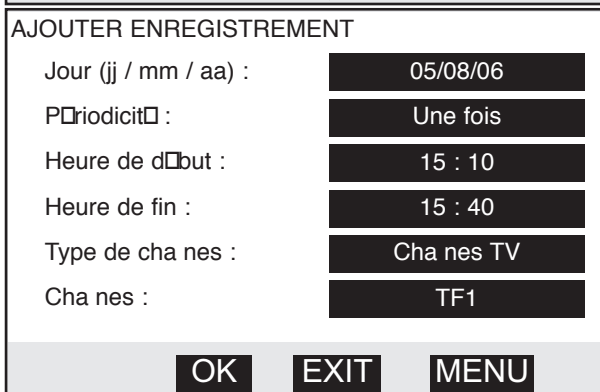 AJOUTER ENREGISTREMENT
Jour (jj / mm / aa) : 05/08/06
P□riodicit□ : Une fois
Heure de d□but : 15 : 10
Heure de fin : 15 : 40
Type de cha nes : Cha nes TV
Cha nes : TF1
OK EXIT MENU